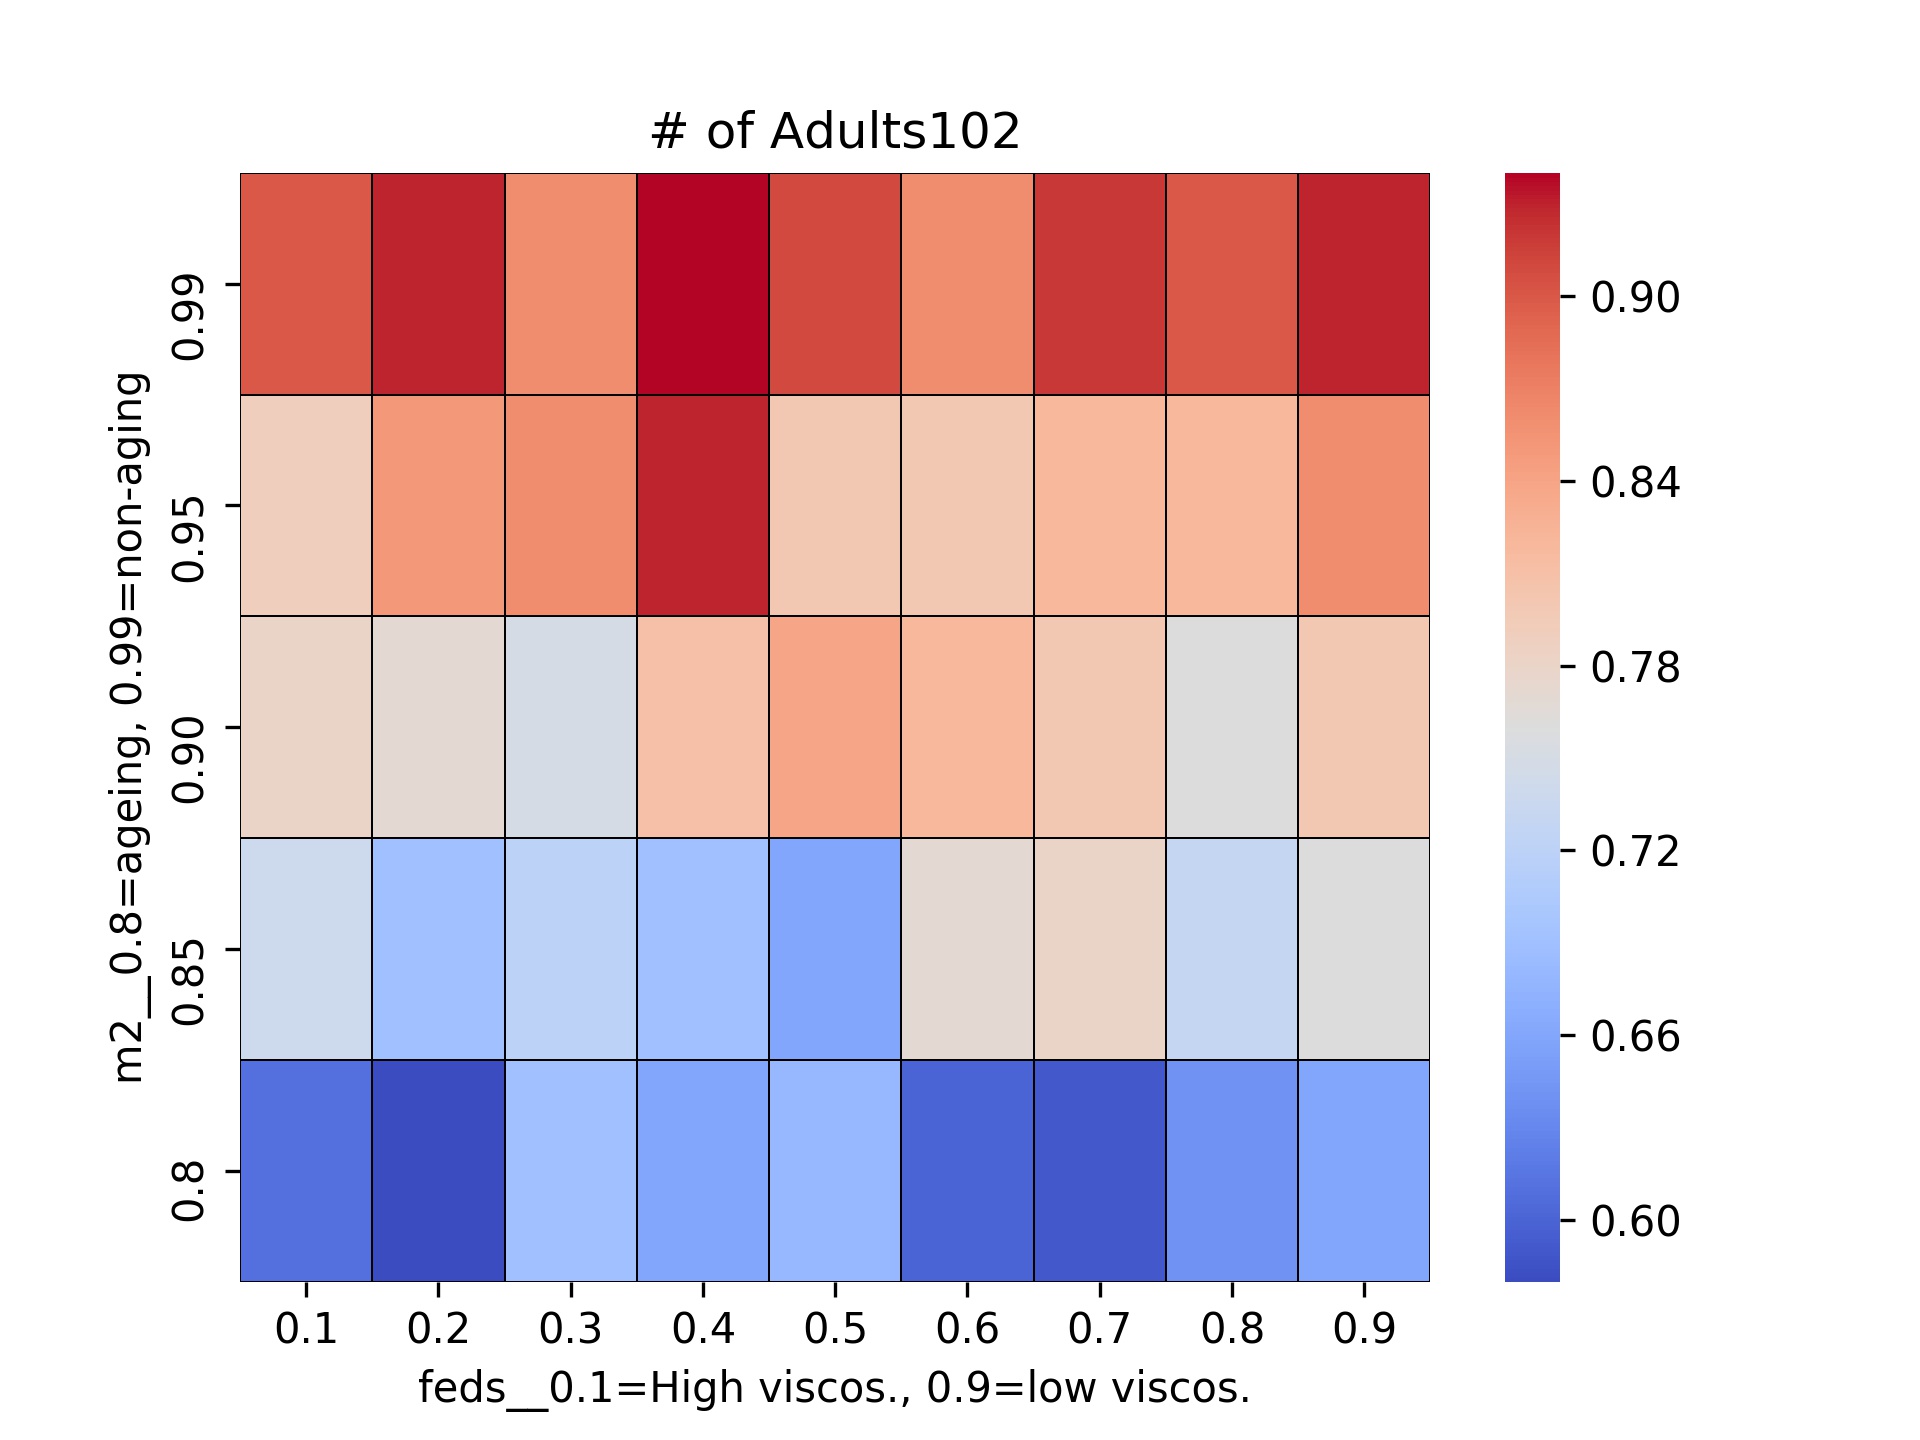 # of Adults102
m2__0.8=ageing, 0.99=non-aging
0.99
0.95
0.90
0.85
0.8
0.1 0.2 0.3 0.4 0.5 0.6 0.7 0.8 0.9
feds__0.1=High viscos., 0.9=low viscos.
0.90
0.84
0.78
0.72
0.66
0.60